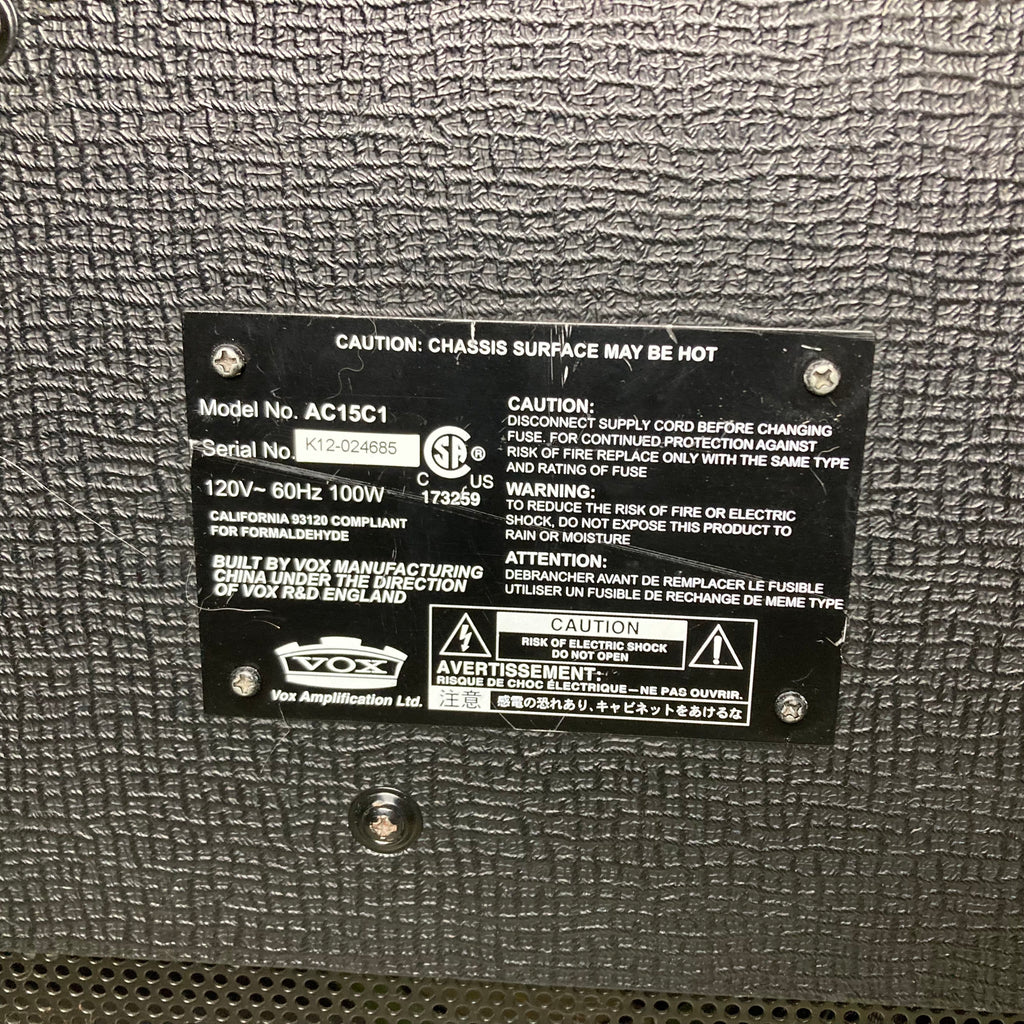 CAUTION: CHASSIS SURFACE MAY BE HOT
Model No. AC15C1
Serial No. K12-024685
SA ®
C US
173259
120V~ 60Hz 100W
CALIFORNIA 93120 COMPLIANT
FOR FORMALDEHYDE
BUILT BY VOX MANUFACTURING
CHINA UNDER THE DIRECTION
OF VOX R&D ENGLAND
VOX
Vox Amplification Ltd.
CAUTION:
DISCONNECT SUPPLY CORD BEFORE CHANGING
FUSE. FOR CONTINUED PROTECTION AGAINST
RISK OF FIRE REPLACE ONLY WITH THE SAME TYPE
AND RATING OF FUSE
WARNING:
TO REDUCE THE RISK OF FIRE OR ELECTRIC
SHOCK, DO NOT EXPOSE THIS PRODUCT TO
RAIN OR MOISTURE
ATTENTION:
DEBRANCHER AVANT DE REMPLACER LE FUSIBLE
UTILISER UN FUSIBLE DE RECHANGE DE MEME TYPE
CAUTION
RISK OF ELECTRIC SHOCK
DO NOT OPEN
AVERTISSEMENT:
RISQUE DE CHOC ÉLECTRIQUE—NE PAS OUVRIR.
注意 感電の恐れあり、キャビネットをあけるな